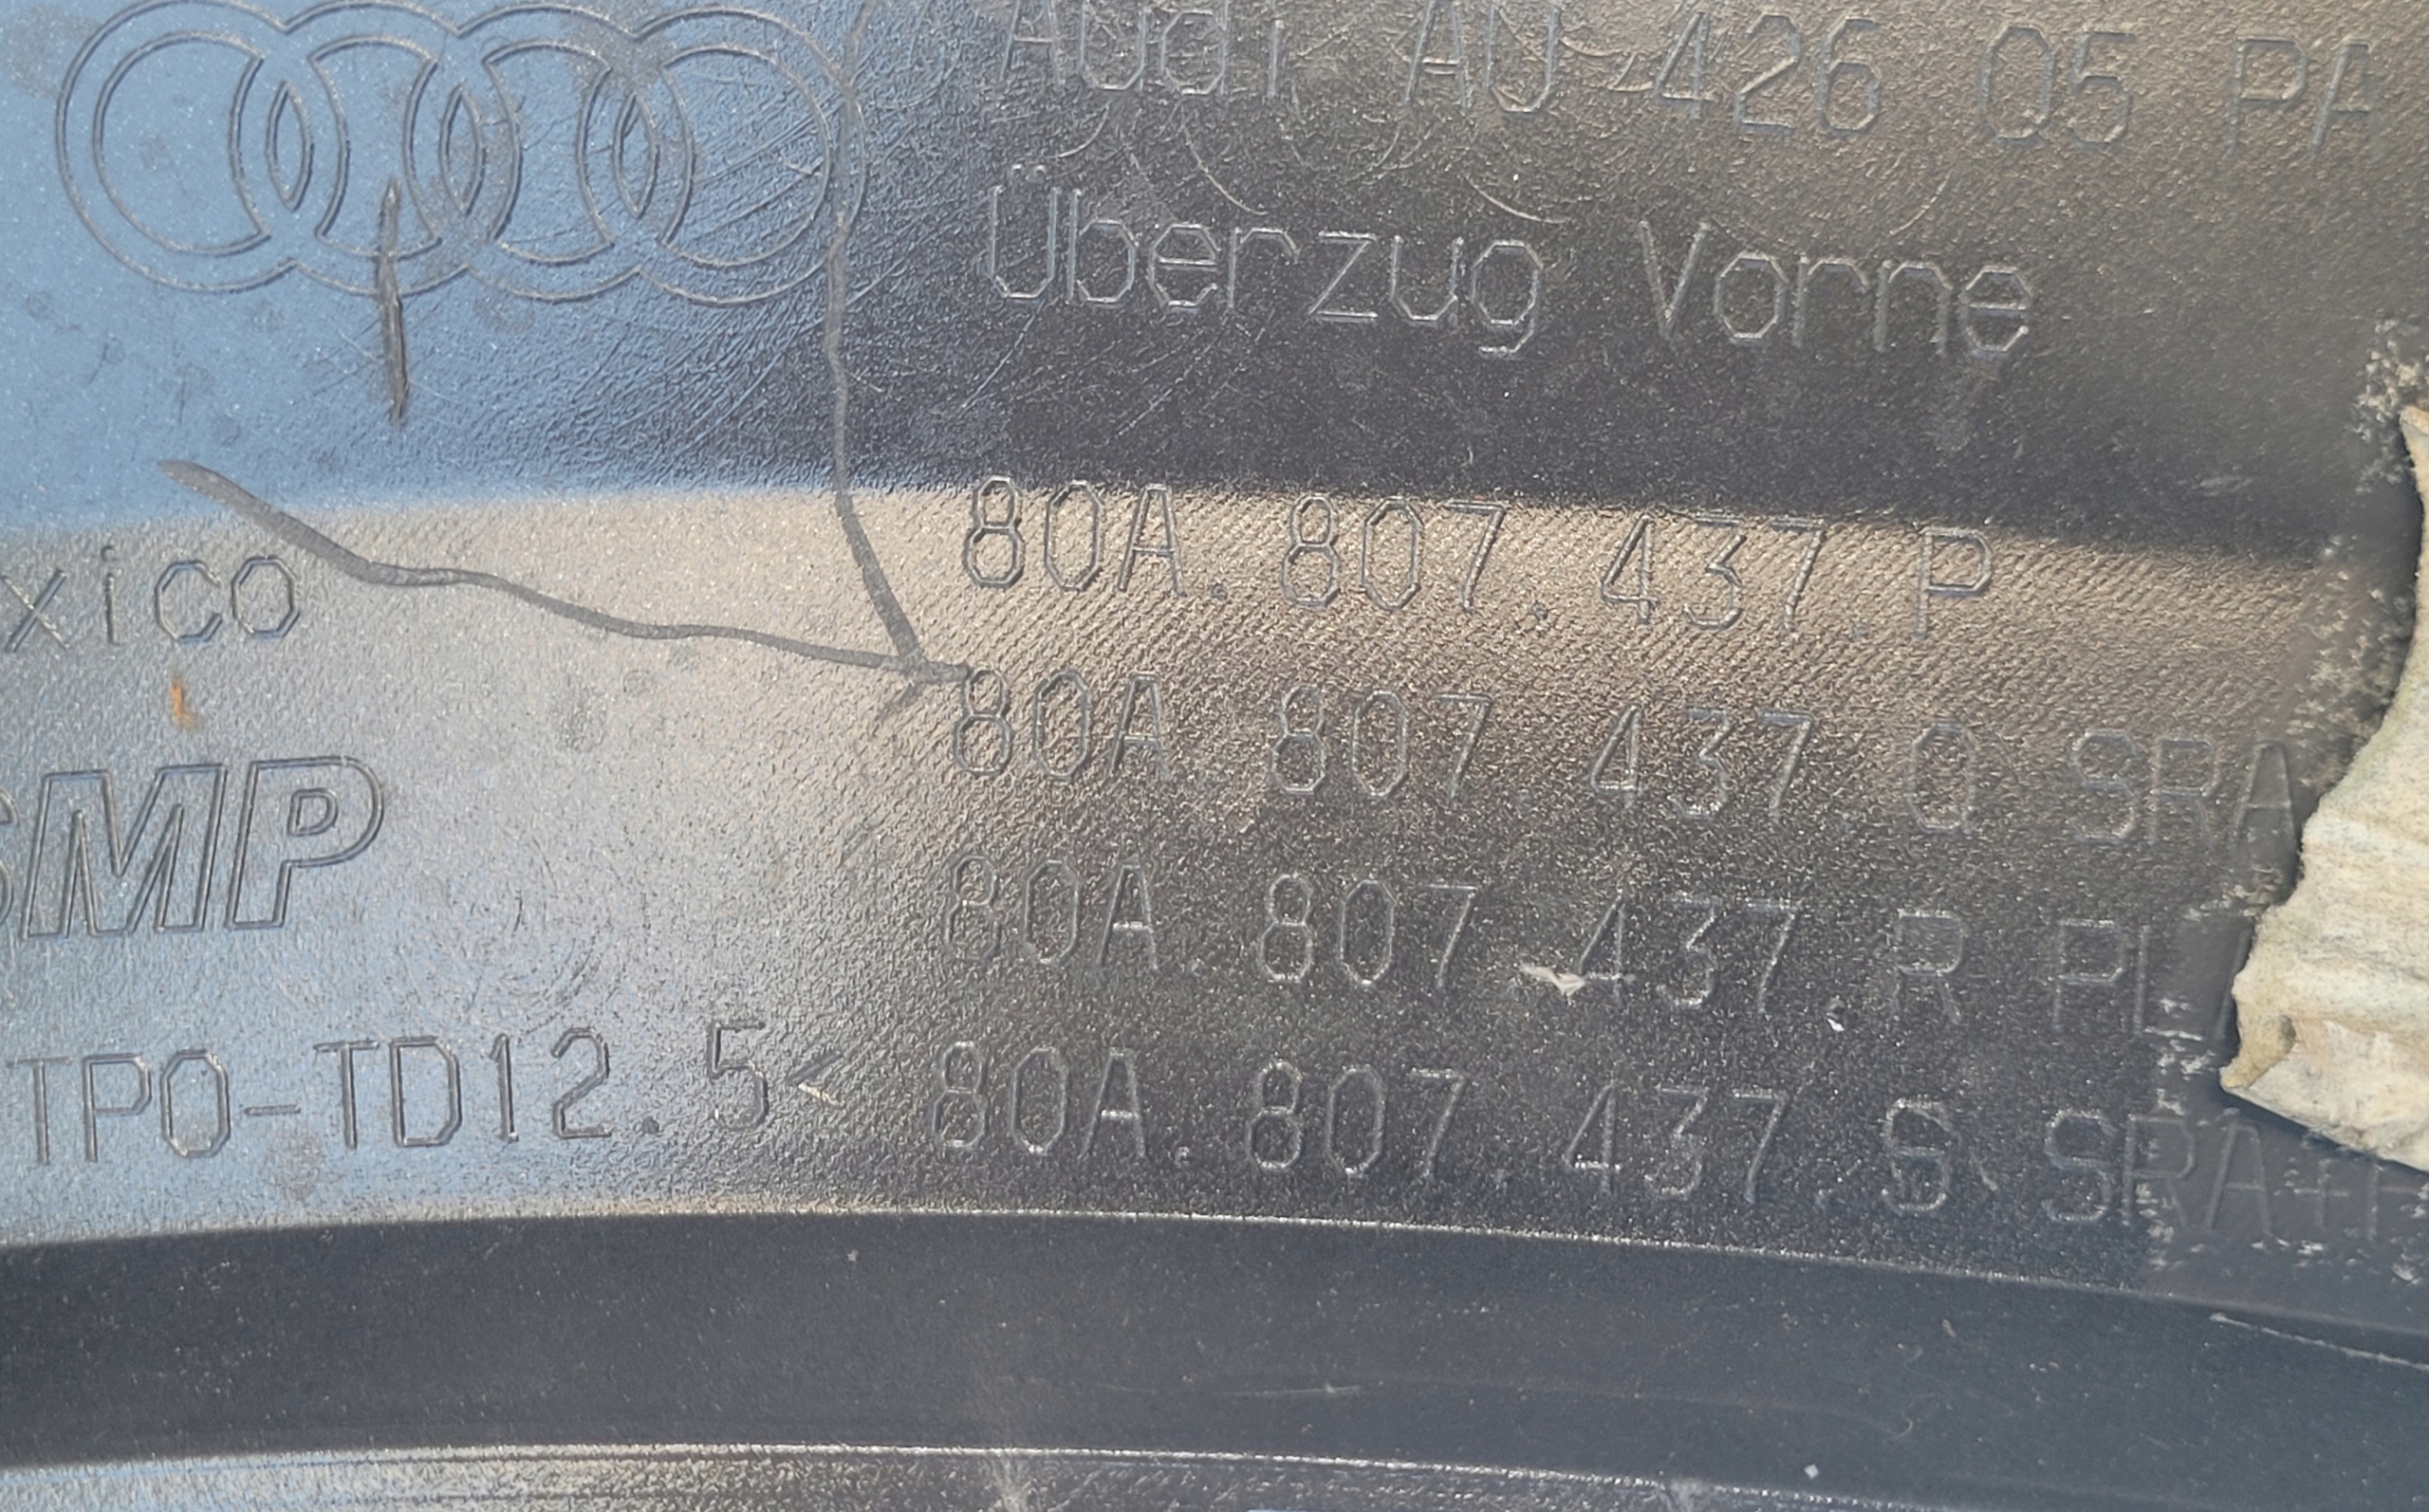 Audi AU 426 Q5 PA
Überzug Vorne
80A.807.437.P
xico
80A.807.437.Q SRA
SMP
80A.807.437.R PL
TPO-TD12.5<
80A.807.437.S SRA+